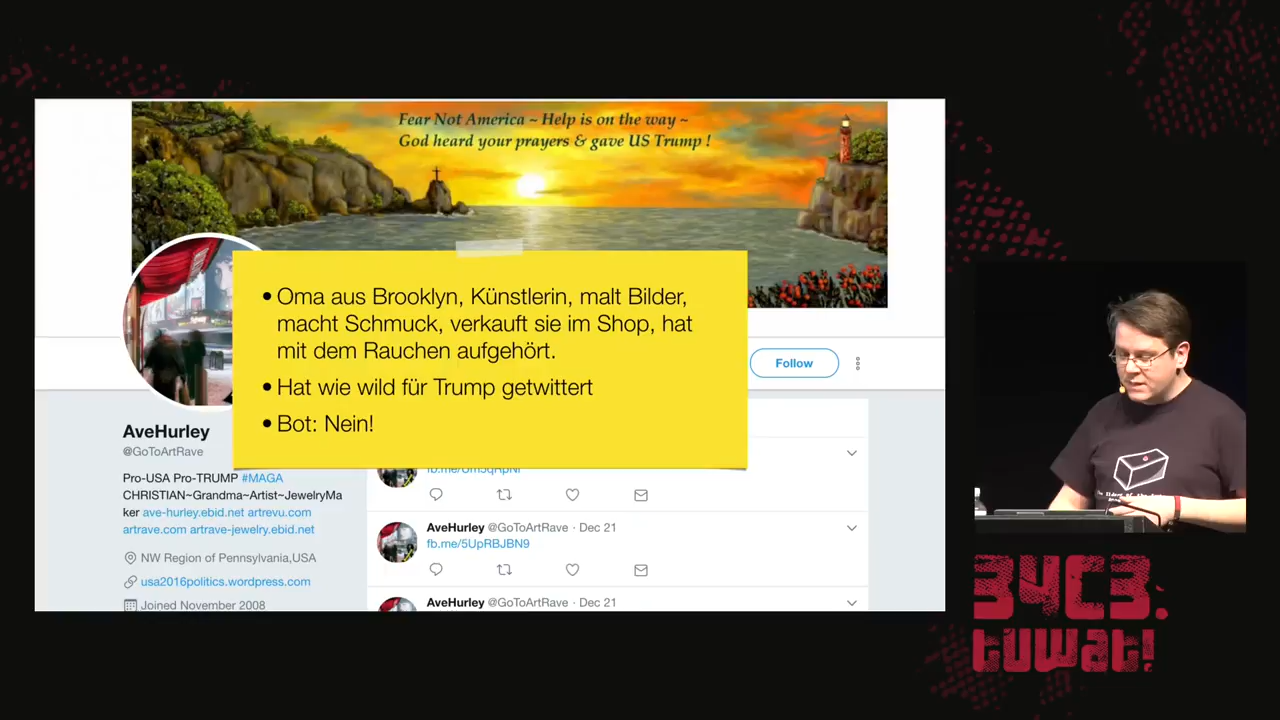 Fear Not America ~ Help is on the way ~
God heard your prayers & gave US Trump !
• Oma aus Brooklyn, Künstlerin, malt Bilder,
macht Schmuck, verkauft sie im Shop, hat
mit dem Rauchen aufgehört.
• Hat wie wild für Trump getwittert
• Bot: Nein!
Follow
AveHurley
@GoToArtRave
Pro-USA Pro-TRUMP #MAGA
CHRISTIAN~Grandma~Artist~JewelryMa
ker ave-hurley.ebid.net artrevu.com
artrave.com artrave-jewelry.ebid.net
NW Region of Pennsylvania,USA
usa2016politics.wordpress.com
Joined November 2008
AveHurley @GoToArtRave · Dec 21
fb.me/5UpRBJBN9
AveHurley @GoToArtRave · Dec 21
34C3.
tuwat!